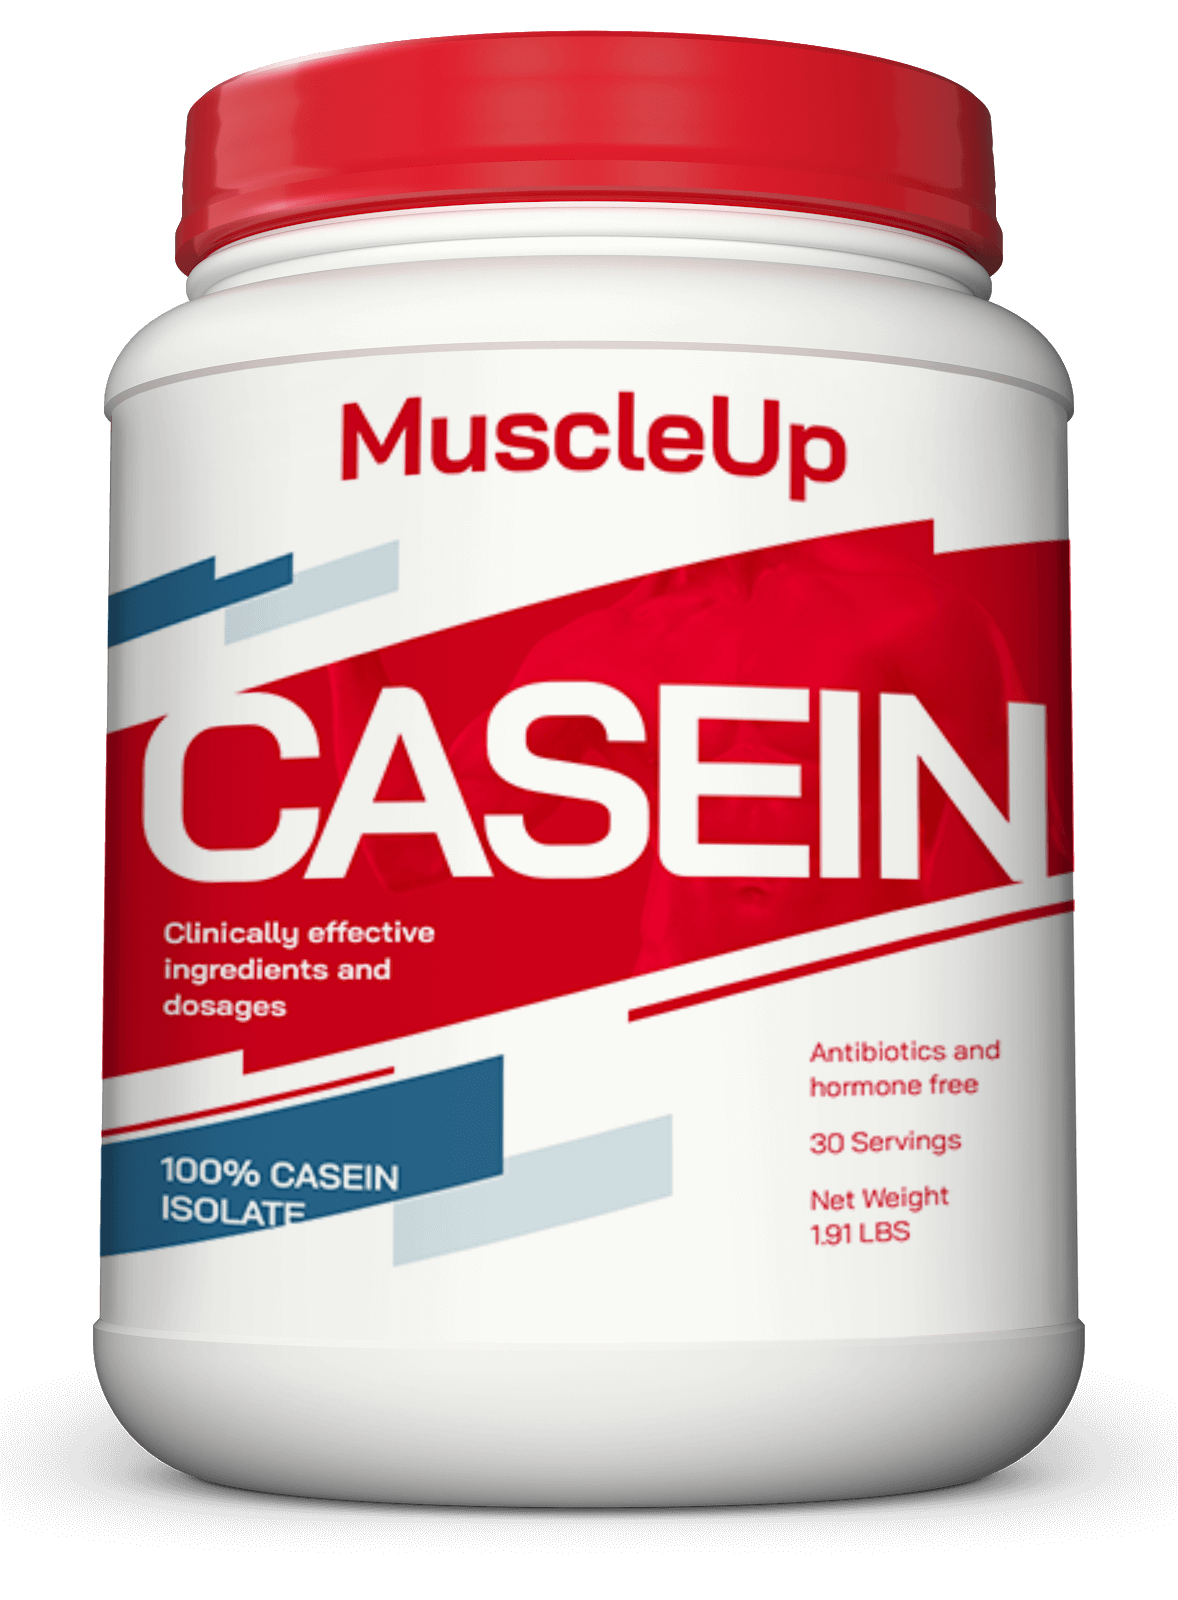 MuscleUp
CASEIN
Clinically effective
ingredients and
dosages
100% CASEIN
ISOLATE
Antibiotics and
hormone free
30 Servings
Net Weight
1.91 LBS